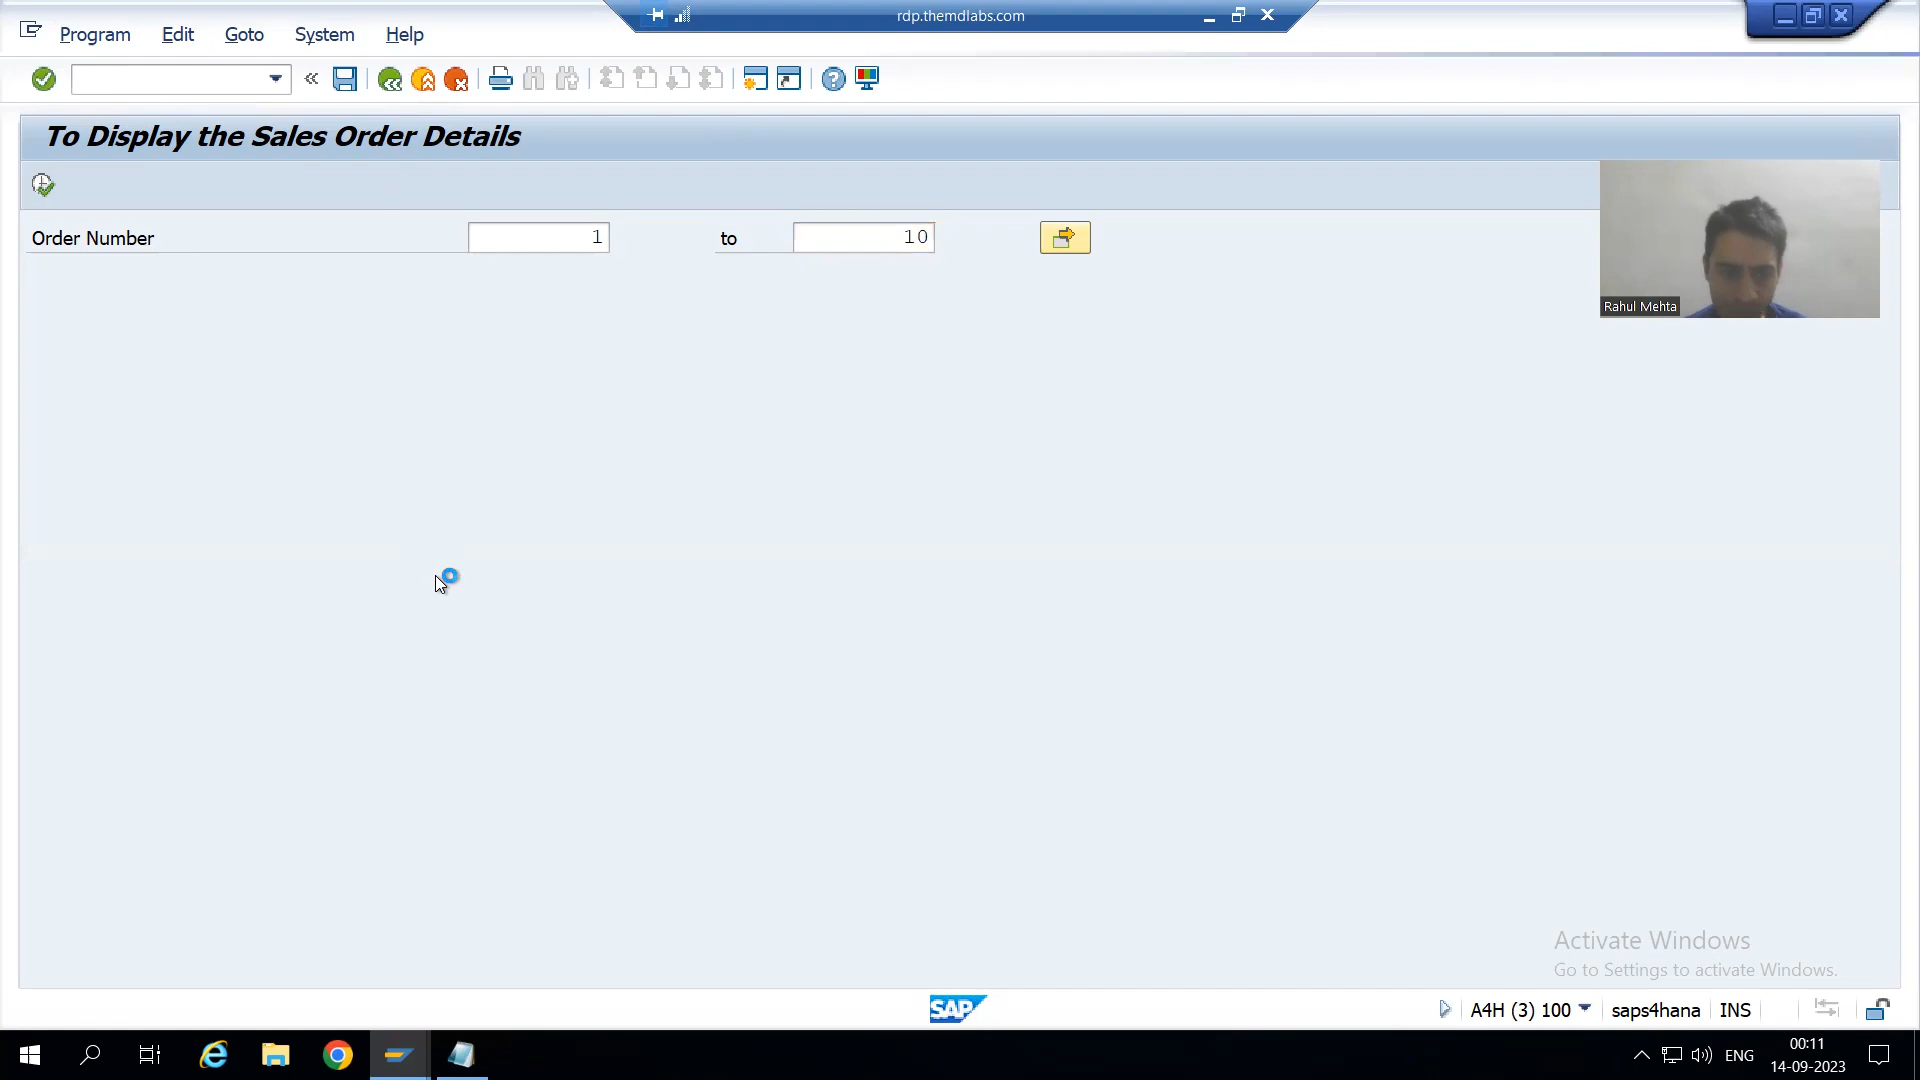 rdp.themdlabs.com
Program Edit Goto System Help
To Display the Sales Order Details
Order Number 1 to 10
Rahul Mehta
Activate Windows
Go to Settings to activate Windows.
SAP
A4H (3) 100 saps4hana INS
ENG
00:11
14-09-2023